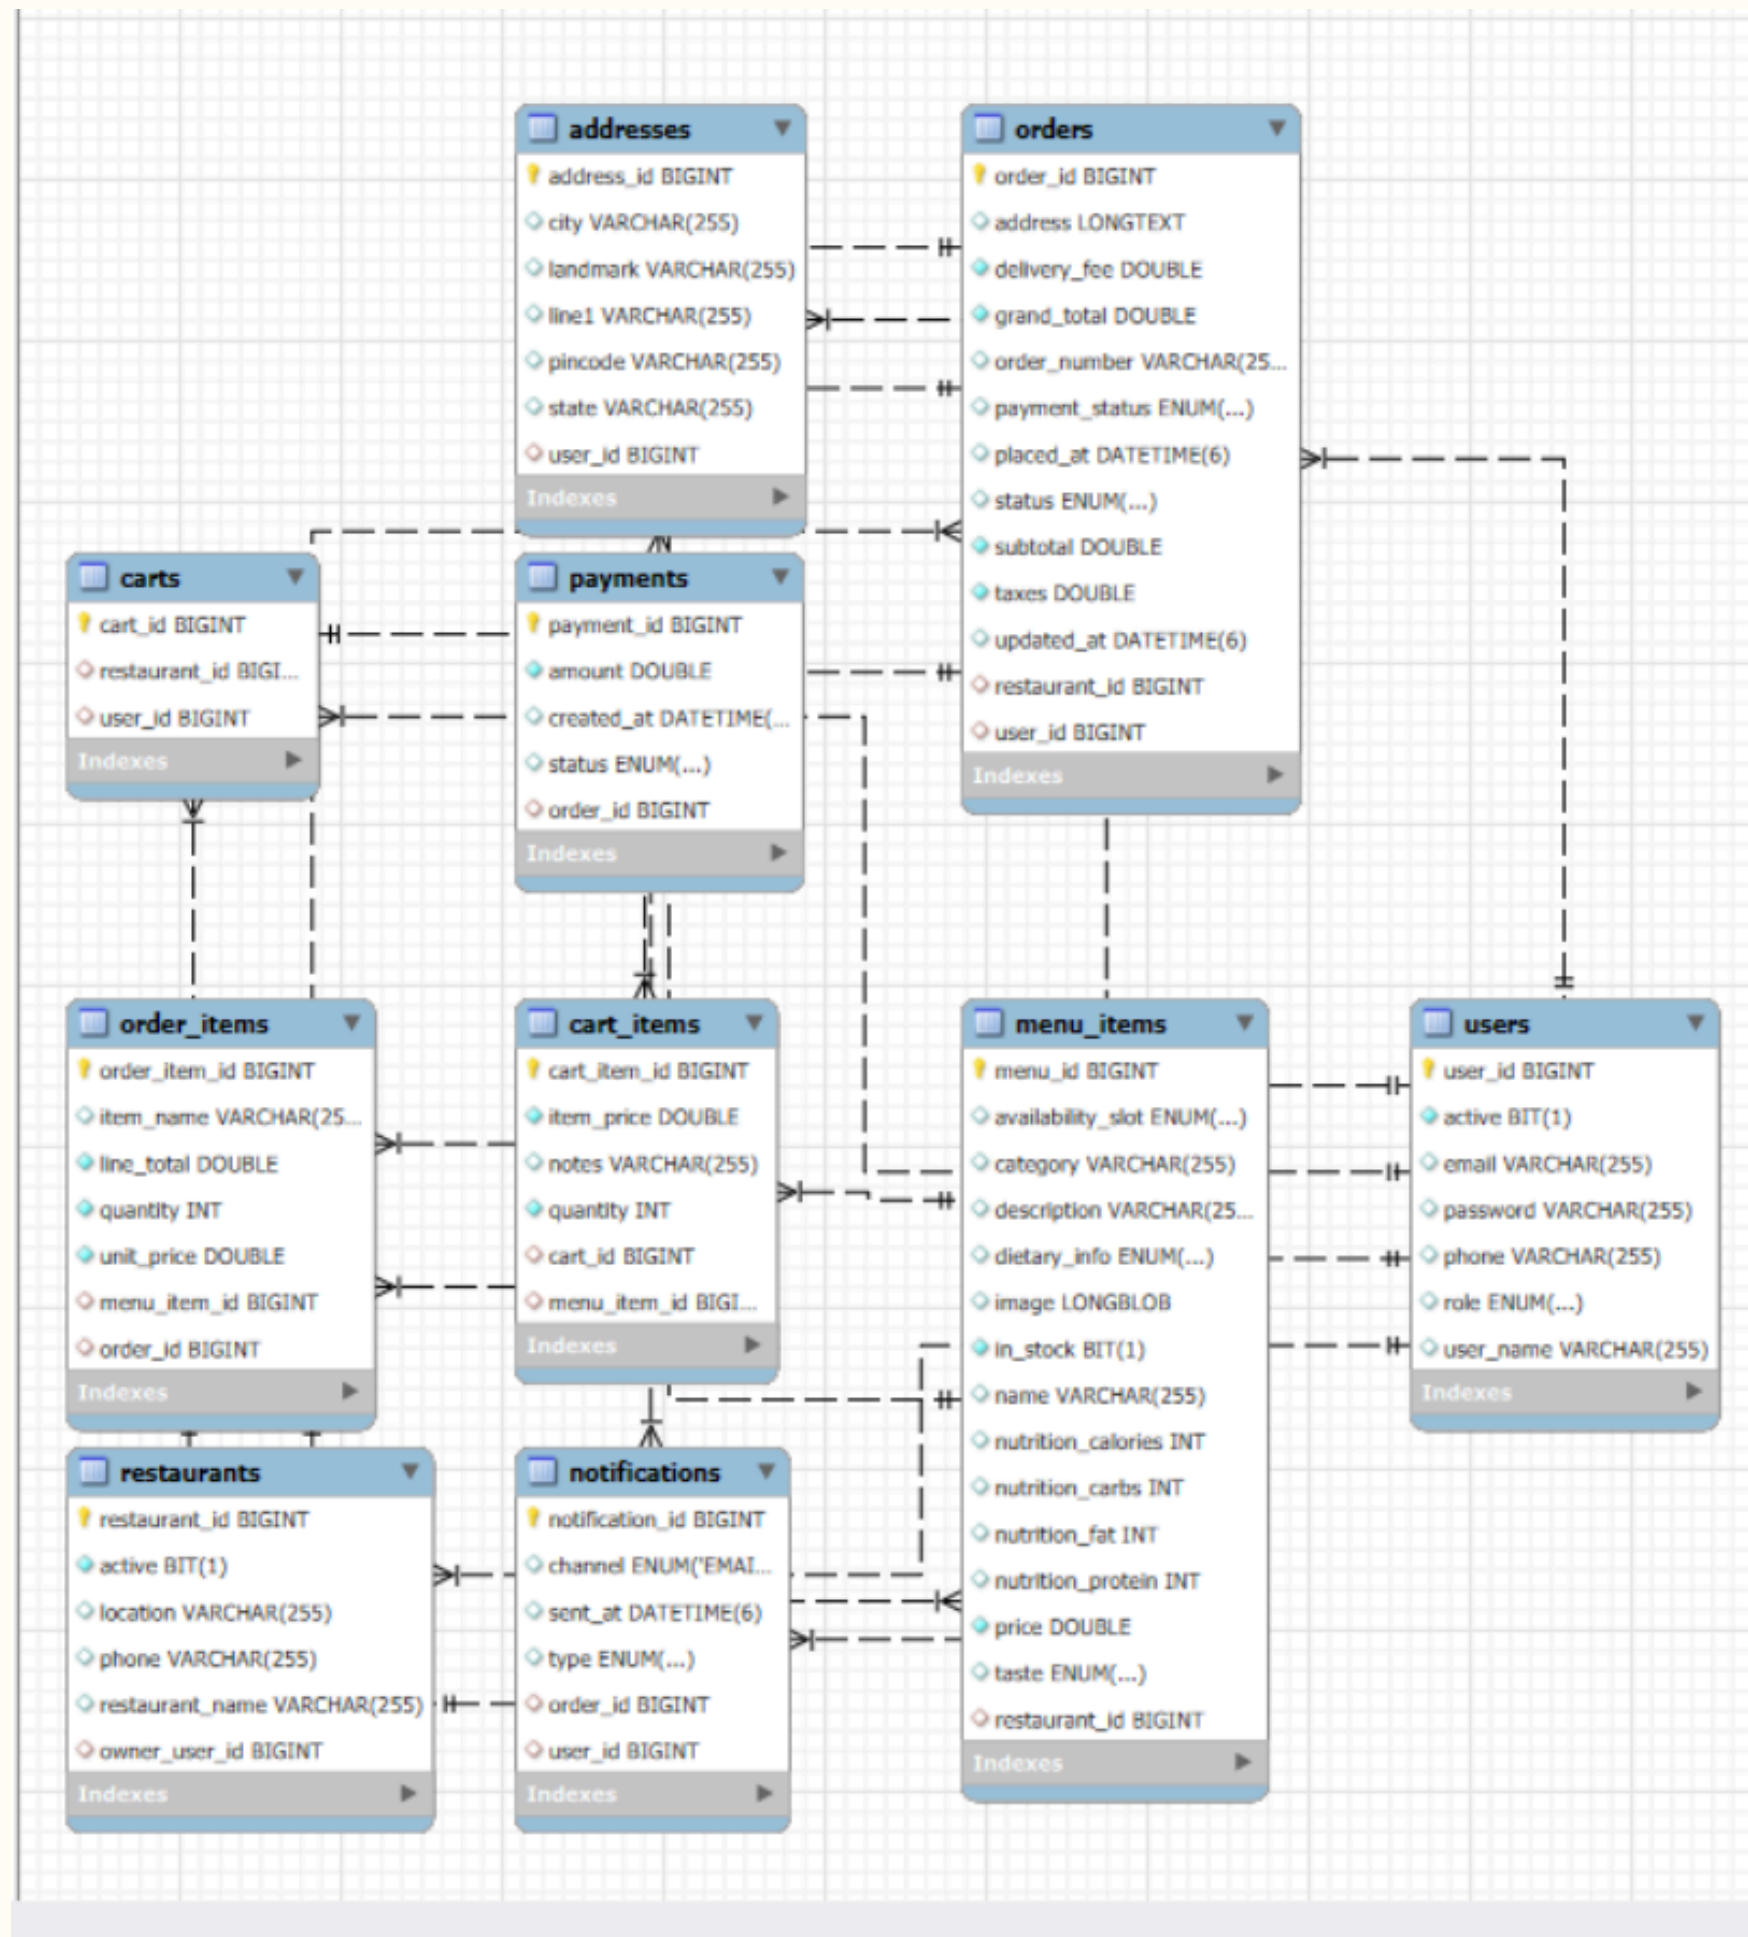 addresses
address_id BIGINT
city VARCHAR(255)
landmark VARCHAR(255)
line1 VARCHAR(255)
pincode VARCHAR(255)
state VARCHAR(255)
user_id BIGINT
Indexes
orders
order_id BIGINT
address LONGTEXT
delivery_fee DOUBLE
grand_total DOUBLE
order_number VARCHAR(25...
payment_status ENUM(...)
placed_at DATETIME(6)
status ENUM(...)
subtotal DOUBLE
taxes DOUBLE
updated_at DATETIME(6)
restaurant_id BIGINT
user_id BIGINT
Indexes
carts
cart_id BIGINT
restaurant_id BIGI...
user_id BIGINT
Indexes
payments
payment_id BIGINT
amount DOUBLE
created_at DATETIME(...
status ENUM(...)
order_id BIGINT
Indexes
order_items
order_item_id BIGINT
item_name VARCHAR(25...
line_total DOUBLE
quantity INT
unit_price DOUBLE
menu_item_id BIGINT
order_id BIGINT
Indexes
cart_items
cart_item_id BIGINT
item_price DOUBLE
notes VARCHAR(255)
quantity INT
cart_id BIGINT
menu_item_id BIGI...
Indexes
menu_items
menu_id BIGINT
availability_slot ENUM(...)
category VARCHAR(255)
description VARCHAR(25...
dietary_info ENUM(...)
image LONGBLOB
in_stock BIT(1)
name VARCHAR(255)
nutrition_calories INT
nutrition_carbs INT
nutrition_fat INT
nutrition_protein INT
price DOUBLE
taste ENUM(...)
restaurant_id BIGINT
Indexes
users
user_id BIGINT
active BIT(1)
email VARCHAR(255)
password VARCHAR(255)
phone VARCHAR(255)
role ENUM(...)
user_name VARCHAR(255)
Indexes
restaurants
restaurant_id BIGINT
active BIT(1)
location VARCHAR(255)
phone VARCHAR(255)
restaurant_name VARCHAR(255)
owner_user_id BIGINT
Indexes
notifications
notification_id BIGINT
channel ENUM('EMAI...
sent_at DATETIME(6)
type ENUM(...)
order_id BIGINT
user_id BIGINT
Indexes